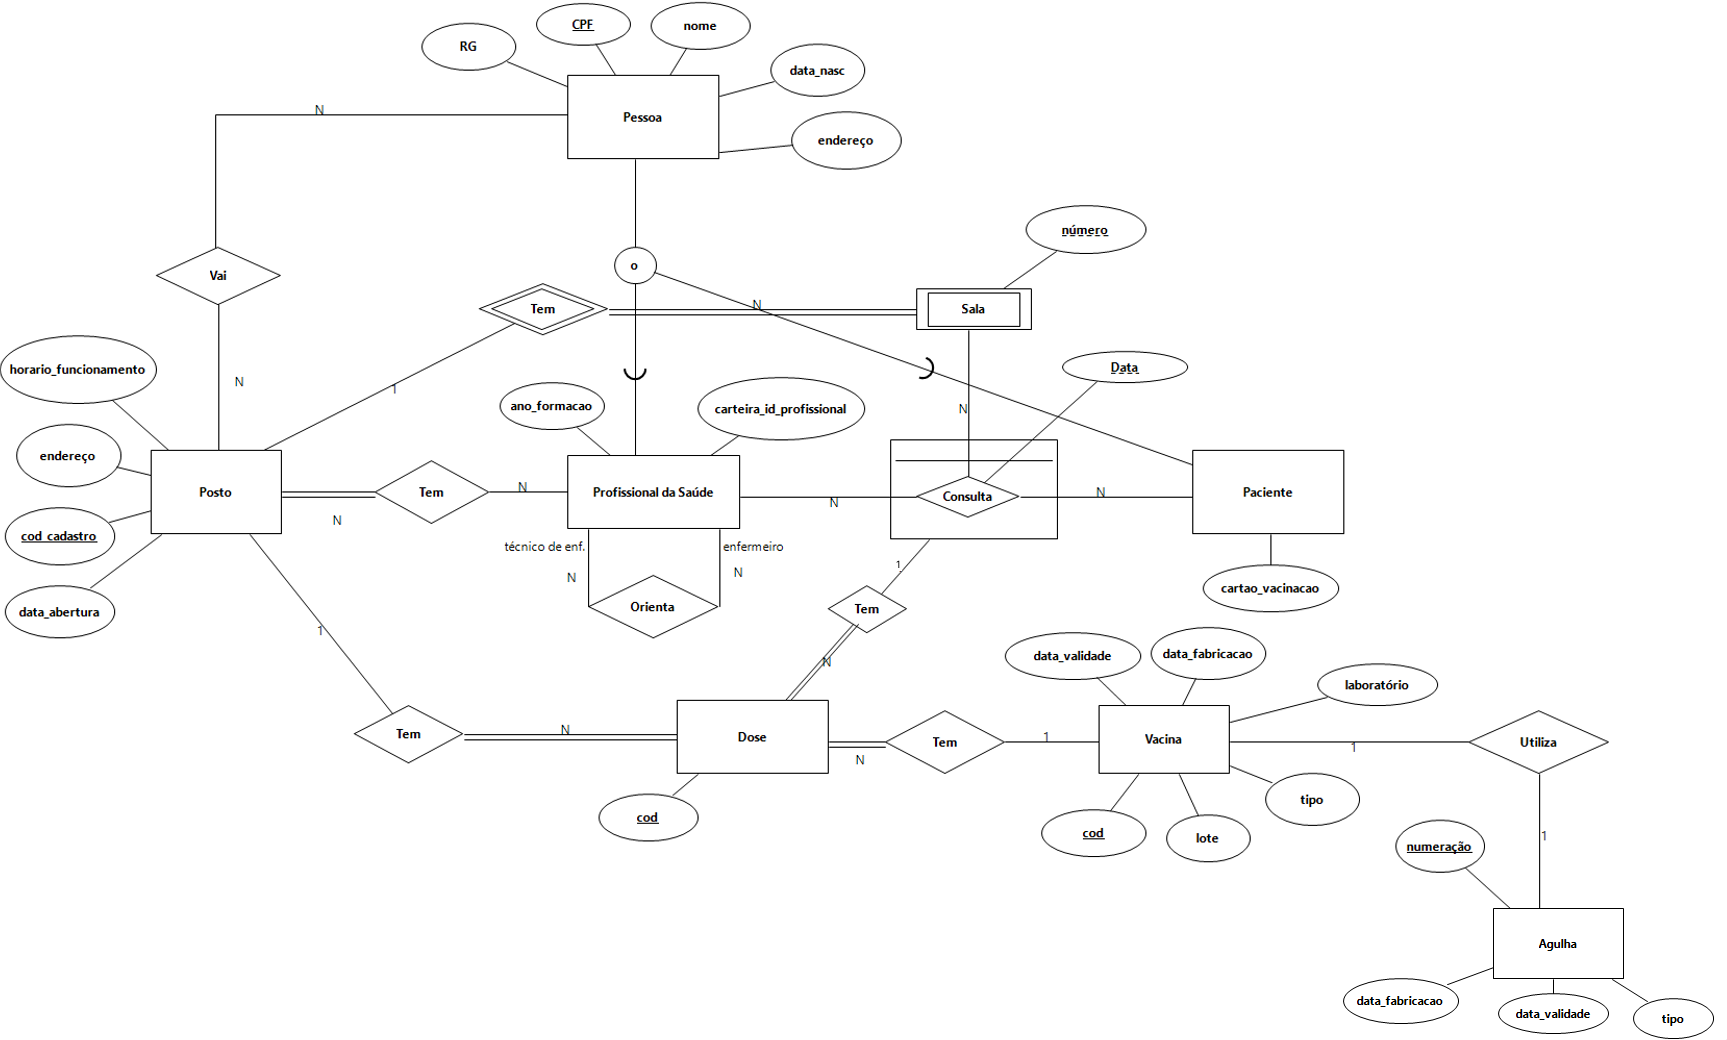 CPF
nome
RG
data_nasc
N
Pessoa
endereço
número
o
Vai
N
Tem
Sala
horario_funcionamento
Data
N
1
ano_formacao
carteira_id_profissional
N
endereço
Posto
Tem
N
Profissional da Saúde
N
Consulta
N
Paciente
N
cod_cadastro
técnico de enf.
enfermeiro
N
N
1
cartao_vacinacao
data_abertura
Orienta
Tem
1
N
data_validade
data_fabricacao
laboratório
Tem
N
Dose
N
Tem
1
Vacina
1
Utiliza
cod
cod
lote
tipo
1
numeração
Agulha
data_fabricacao
data_validade
tipo